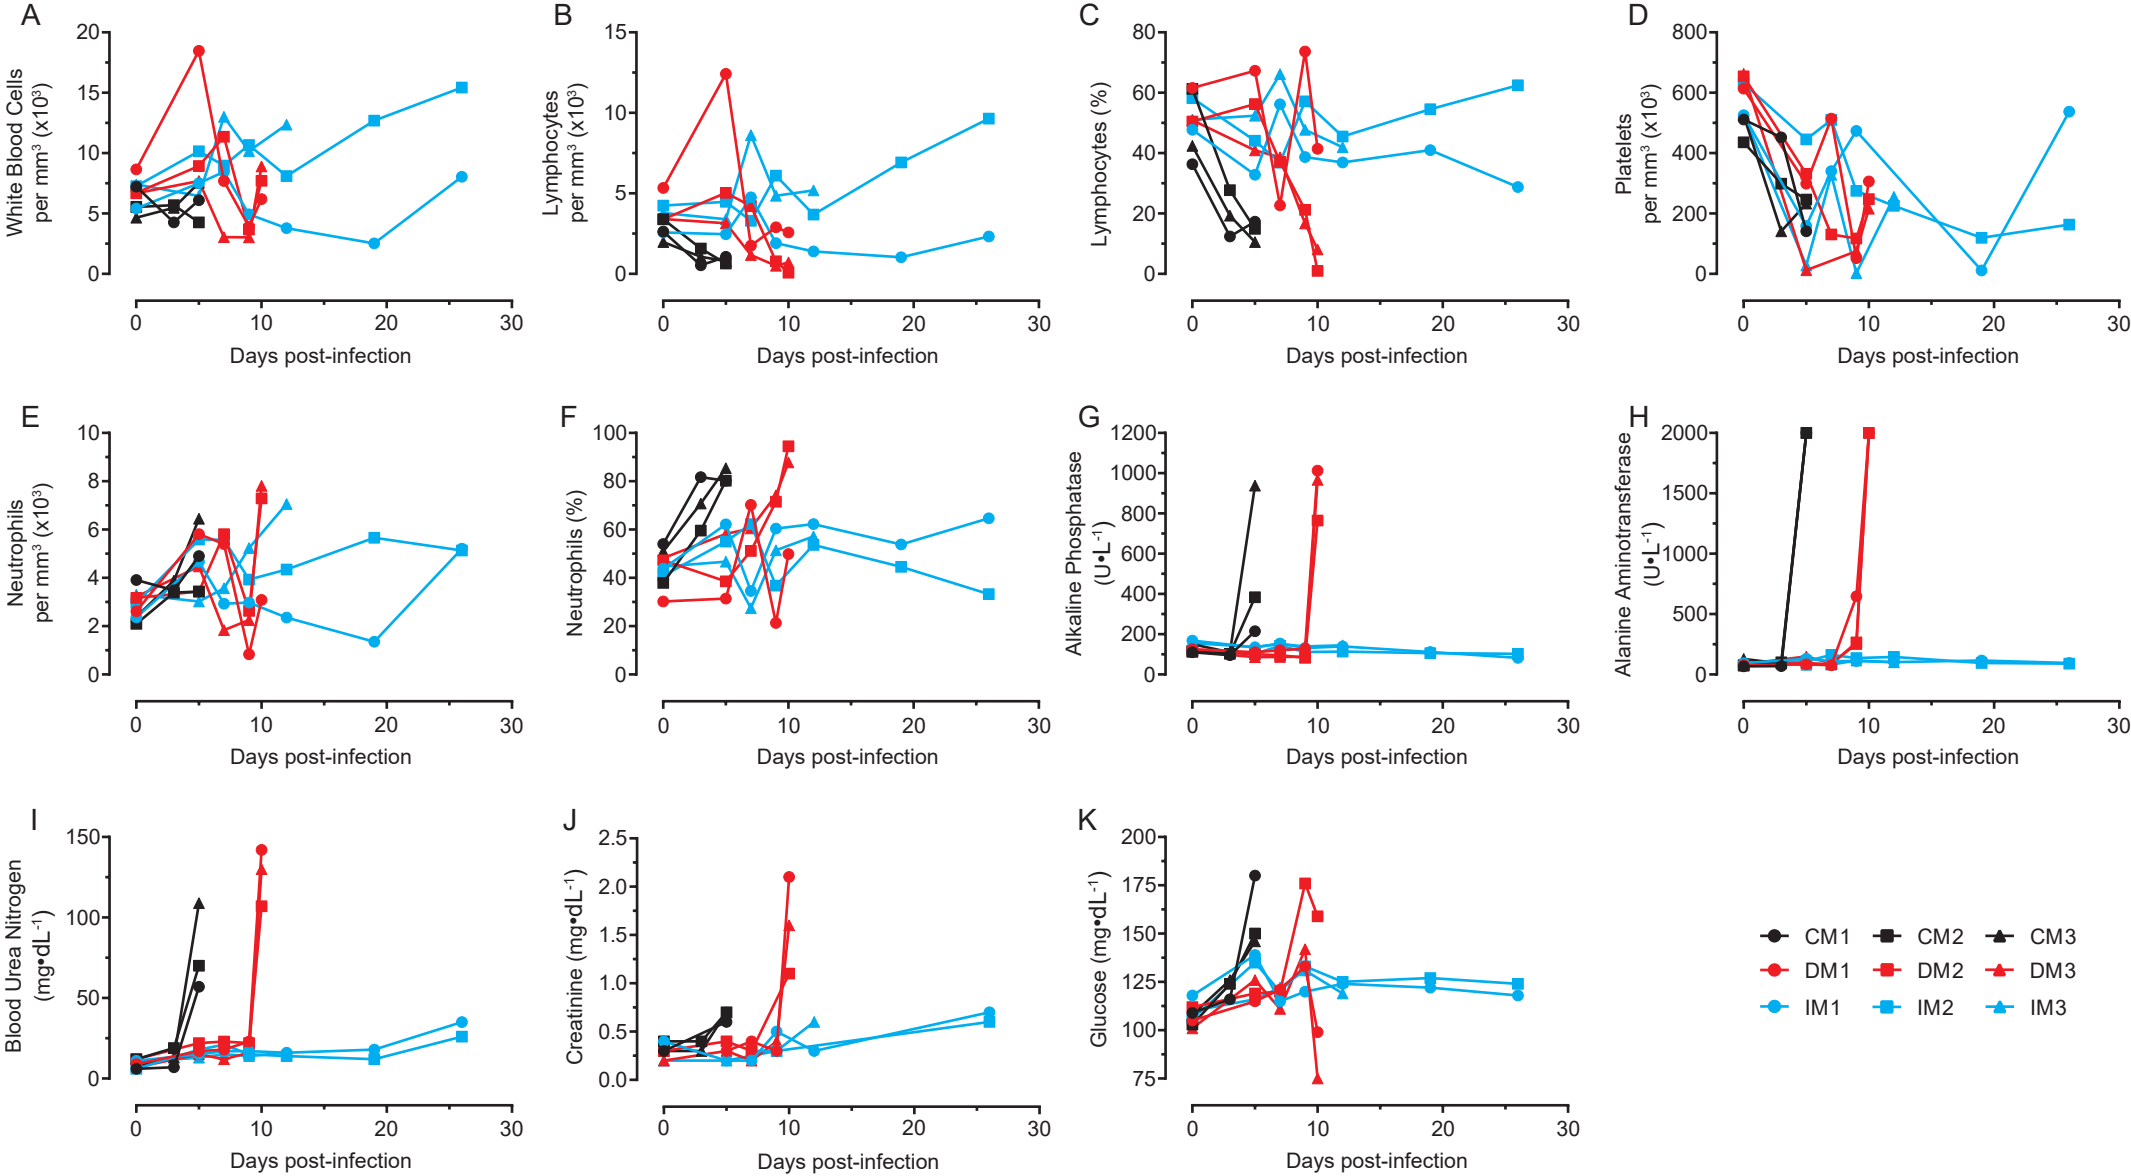 A
White Blood Cells
per mm³ (x10³)
20
15
10
5
0
0 10 20 30
Days post-infection
B
Lymphocytes
per mm³ (x10³)
15
10
5
0
0 10 20 30
Days post-infection
C
Lymphocytes (%)
80
60
40
20
0
0 10 20 30
Days post-infection
D
Platelets
per mm³ (x10³)
800
600
400
200
0
0 10 20 30
Days post-infection
E
Neutrophils
per mm³ (x10³)
10
8
6
4
2
0
0 10 20 30
Days post-infection
F
Neutrophils (%)
100
80
60
40
20
0
0 10 20 30
Days post-infection
G
Alkaline Phosphatase
(U•L⁻¹)
1200
1000
800
600
400
200
0
0 10 20 30
Days post-infection
H
Alanine Aminotransferase
(U•L⁻¹)
2000
1500
1000
500
0
0 10 20 30
Days post-infection
I
Blood Urea Nitrogen
(mg•dL⁻¹)
150
100
50
0
0 10 20 30
Days post-infection
J
Creatinine (mg•dL⁻¹)
2.5
2.0
1.5
1.0
0.5
0.0
0 10 20 30
Days post-infection
K
Glucose (mg•dL⁻¹)
200
175
150
125
100
75
0 10 20 30
Days post-infection
CM1 CM2 CM3
DM1 DM2 DM3
IM1 IM2 IM3